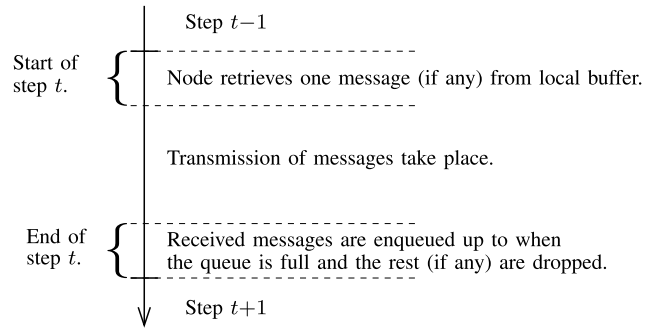 Step t−1
Start of
step t.
Node retrieves one message (if any) from local buffer.
Transmission of messages take place.
End of
step t.
Received messages are enqueued up to when
the queue is full and the rest (if any) are dropped.
Step t+1